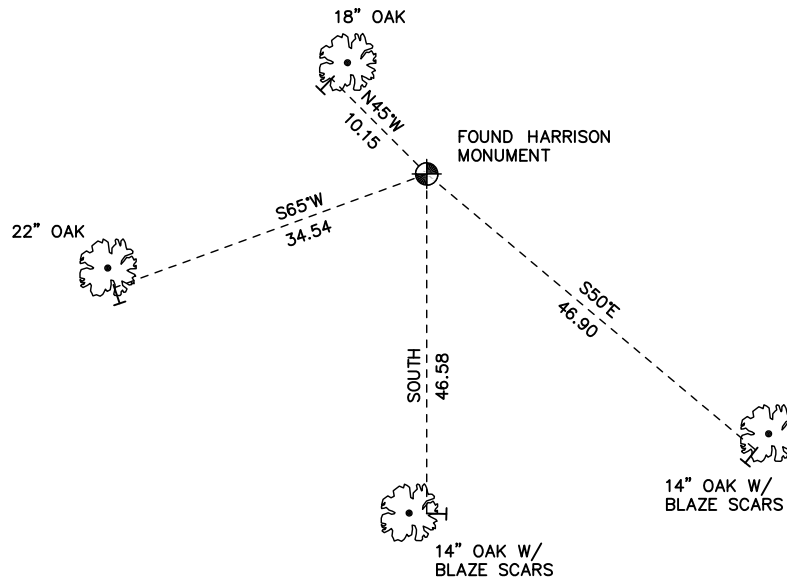 18" OAK
N45°W
10.15
FOUND HARRISON
MONUMENT
22" OAK
S65°W
34.54
S50°E
46.90
SOUTH
46.58
14" OAK W/
BLAZE SCARS
14" OAK W/
BLAZE SCARS